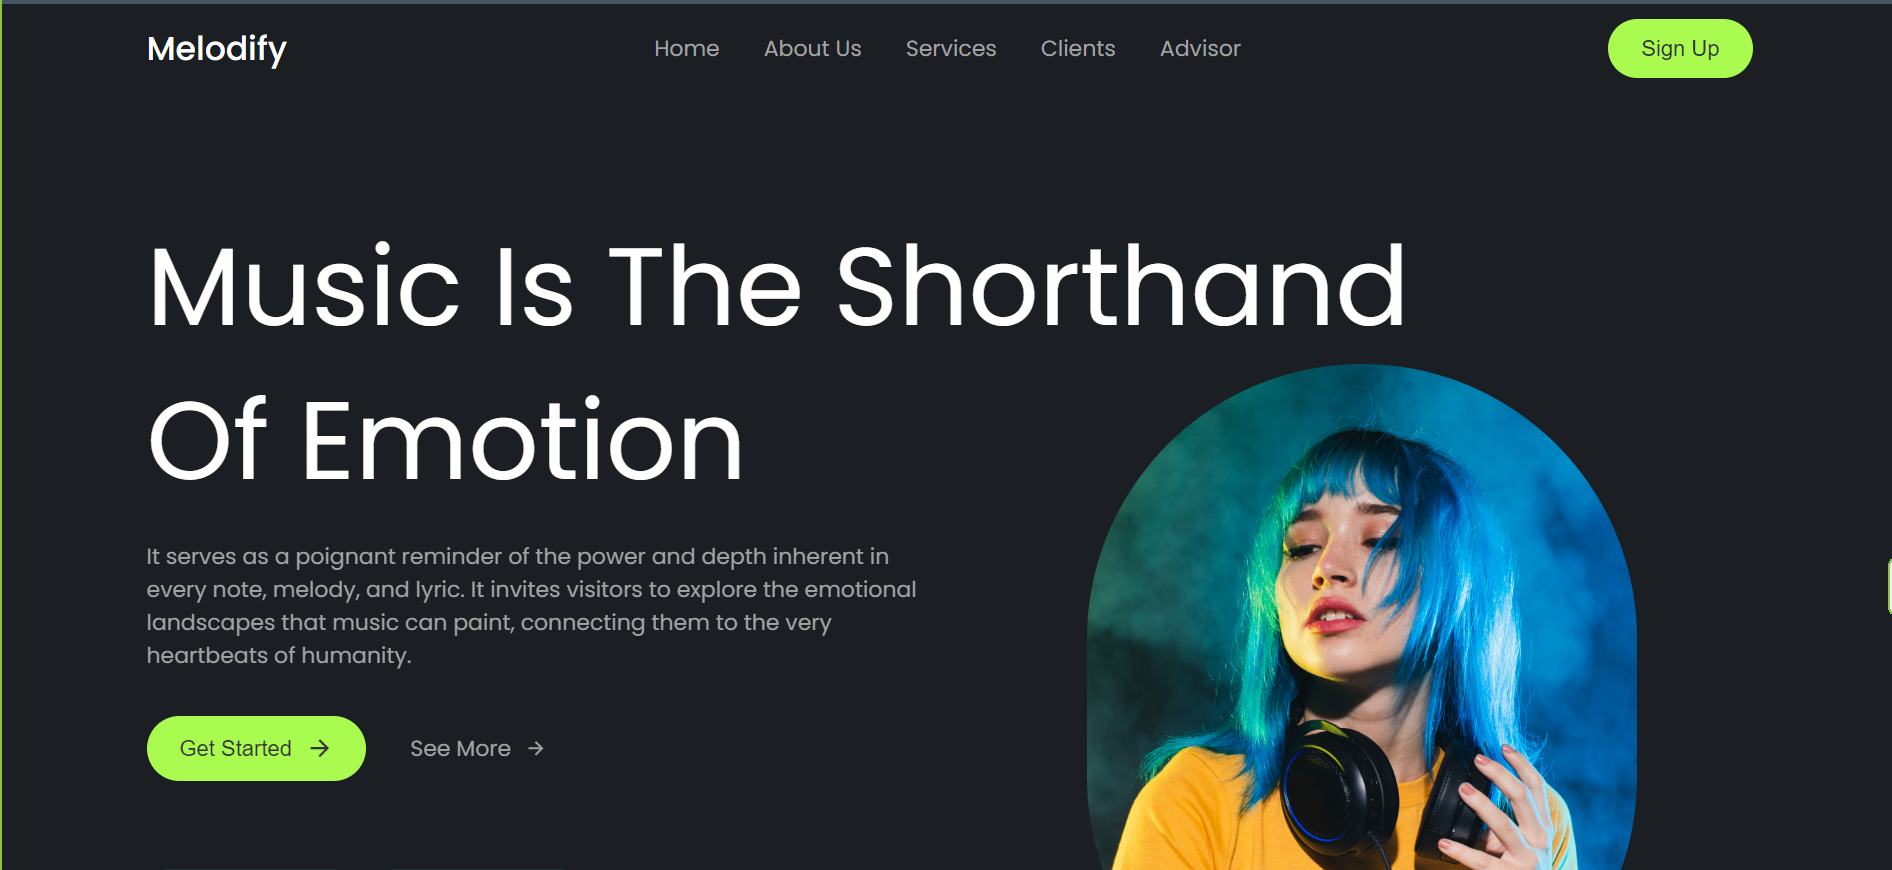 Melodify
Home About Us Services Clients Advisor
Sign Up
Music Is The Shorthand
Of Emotion
It serves as a poignant reminder of the power and depth inherent in
every note, melody, and lyric. It invites visitors to explore the emotional
landscapes that music can paint, connecting them to the very
heartbeats of humanity.
Get Started →
See More →